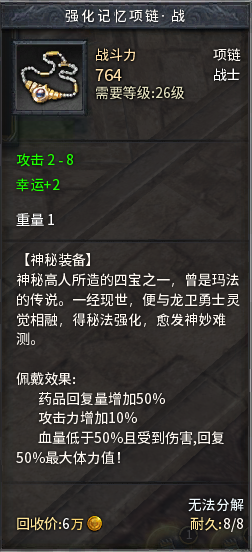 强化记忆项链·战
战斗力 项链
764 战士
需要等级:26级
攻击 2 - 8
幸运+2
重量 1
【神秘装备】
神秘高人所造的四宝之一，曾是玛法
的传说。一经现世，便与龙卫勇士灵
觉相融，得秘法强化，愈发神妙难
测。
佩戴效果:
药品回复量增加50%
攻击力增加10%
血量低于50%且受到伤害,回复
50%最大体力值！
无法分解
回收价:6万 耐久:8/8